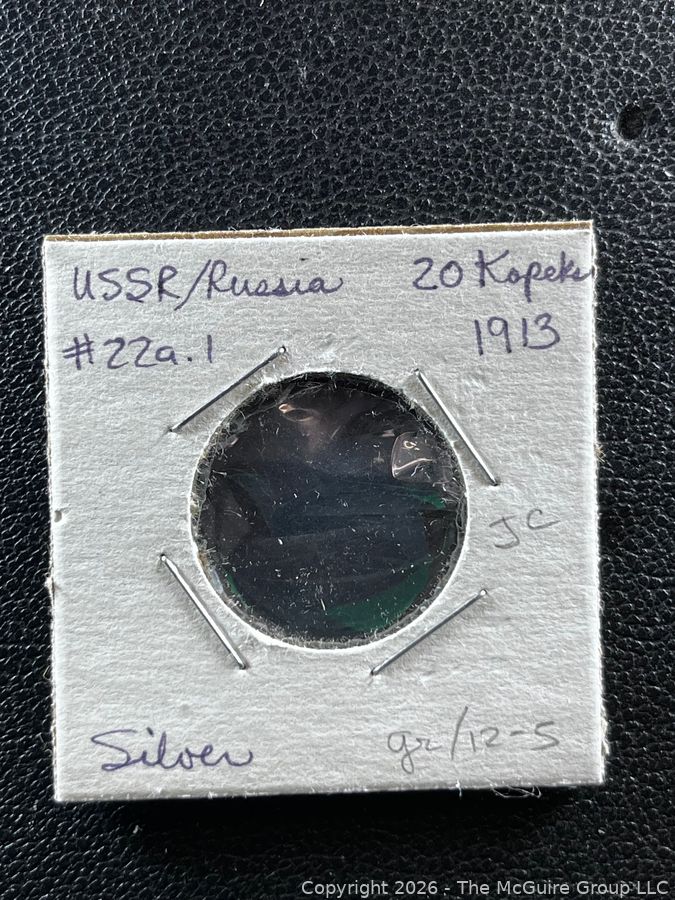 USSR/Russia 20 Kopeks
#22a.1 1913
JC
Silver gr/12-5
Copyright 2026 - The McGuire Group LLC